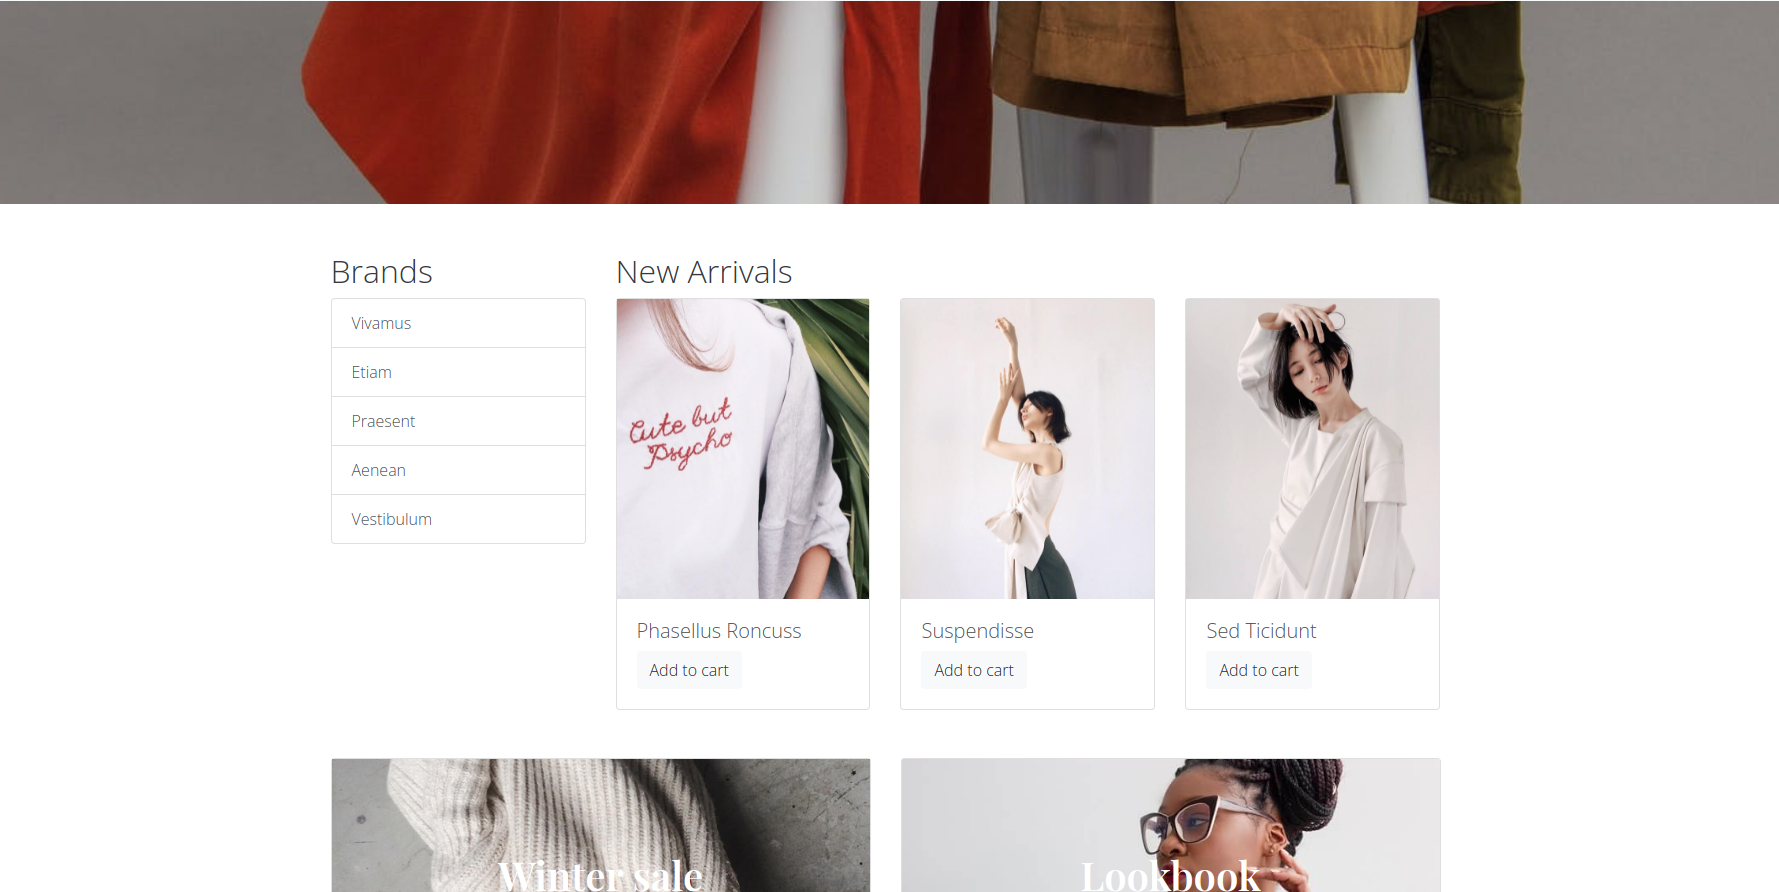 Brands
Vivamus
Etiam
Praesent
Aenean
Vestibulum
New Arrivals
Cute but
Psycho
Phasellus Roncuss
Add to cart
Suspendisse
Add to cart
Sed Ticidunt
Add to cart
Winter sale
Lookbook